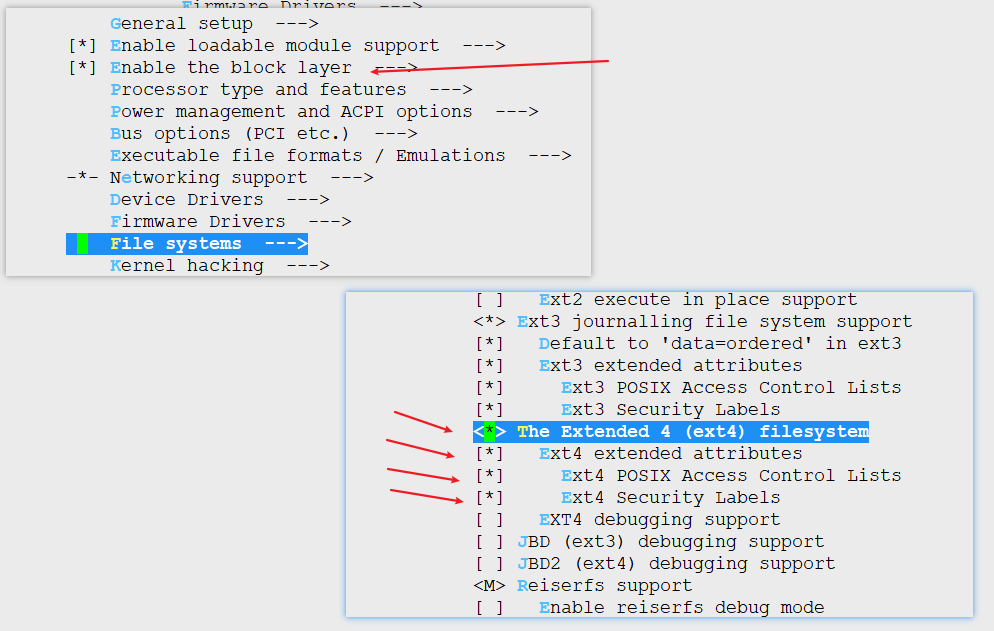 Firmware Drivers --->
General setup --->
[*] Enable loadable module support --->
[*] Enable the block layer --->
Processor type and features --->
Power management and ACPI options --->
Bus options (PCI etc.) --->
Executable file formats / Emulations --->
-*- Networking support --->
Device Drivers --->
Firmware Drivers --->
File systems --->
Kernel hacking --->
[ ] Ext2 execute in place support
<*> Ext3 journalling file system support
[*] Default to 'data=ordered' in ext3
[*] Ext3 extended attributes
[*] Ext3 POSIX Access Control Lists
[*] Ext3 Security Labels
<*> The Extended 4 (ext4) filesystem
[*] Ext4 extended attributes
[*] Ext4 POSIX Access Control Lists
[*] Ext4 Security Labels
[ ] EXT4 debugging support
[ ] JBD (ext3) debugging support
[ ] JBD2 (ext4) debugging support
<M> Reiserfs support
[ ] Enable reiserfs debug mode